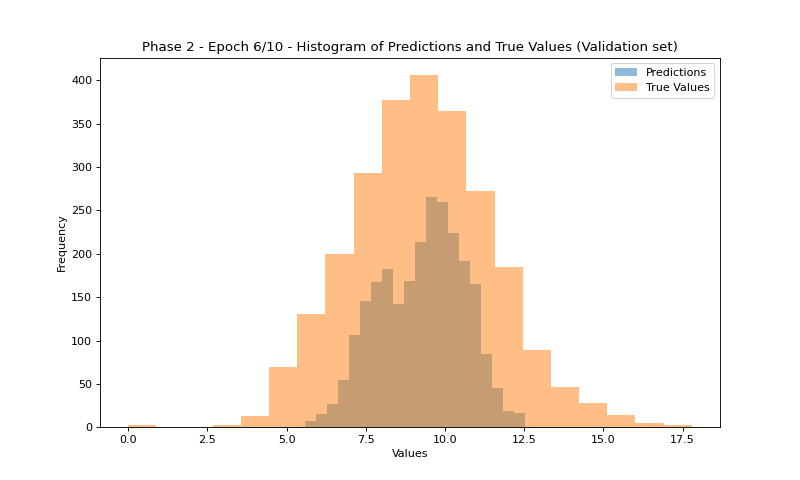 Phase 2 - Epoch 6/10 - Histogram of Predictions and True Values (Validation set)
Predictions
True Values
400
350
300
250
200
150
100
50
0
Frequency
0.0 2.5 5.0 7.5 10.0 12.5 15.0 17.5
Values